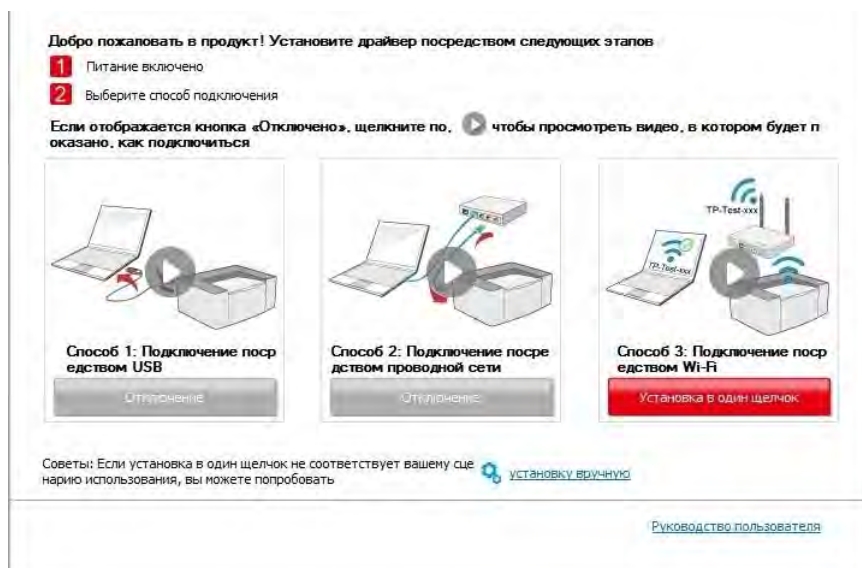 Добро пожаловать в продукт! Установите драйвер посредством следующих этапов
1 Питание включено
2 Выберите способ подключения
Если отображается кнопка «Отключено», щелкните по, чтобы просмотреть видео, в котором будет п
оказано, как подключиться
TP-Test-xxx
TP-Test-xxx
Способ 1: Подключение поср
едством USB
Отключение
Способ 2: Подключение посре
дством проводной сети
Отключение
Способ 3: Подключение поср
едством Wi-Fi
Установка в один щелчок
Советы: Если установка в один щелчок не соответствует вашему сце
нарию использования, вы можете попробовать
установку вручную
Руководство пользователя